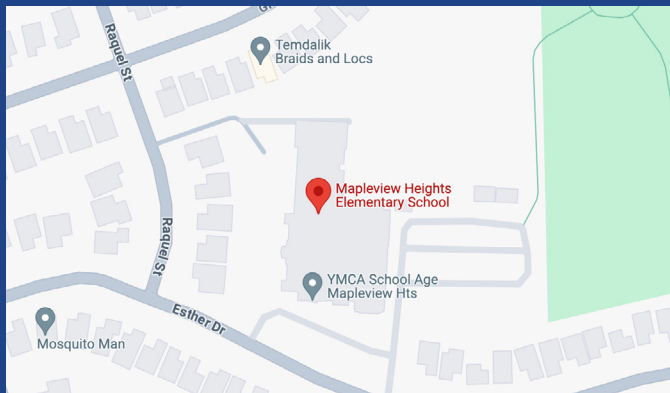 Raquel St
Temdalik
Braids and Locs
Mapleview Heights
Elementary School
Raquel St
YMCA School Age
Mapleview Hts
Esther Dr
Mosquito Man